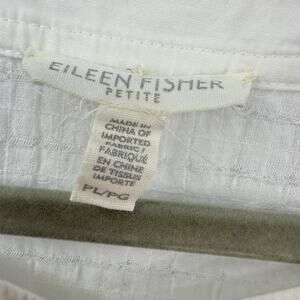 EILEEN FISHER
PETITE
MADE IN
CHINA OF
IMPORTED
FABRIC /
FABRIQUÉ
EN CHINE
DE TISSUS
IMPORTÉ
PL/PG